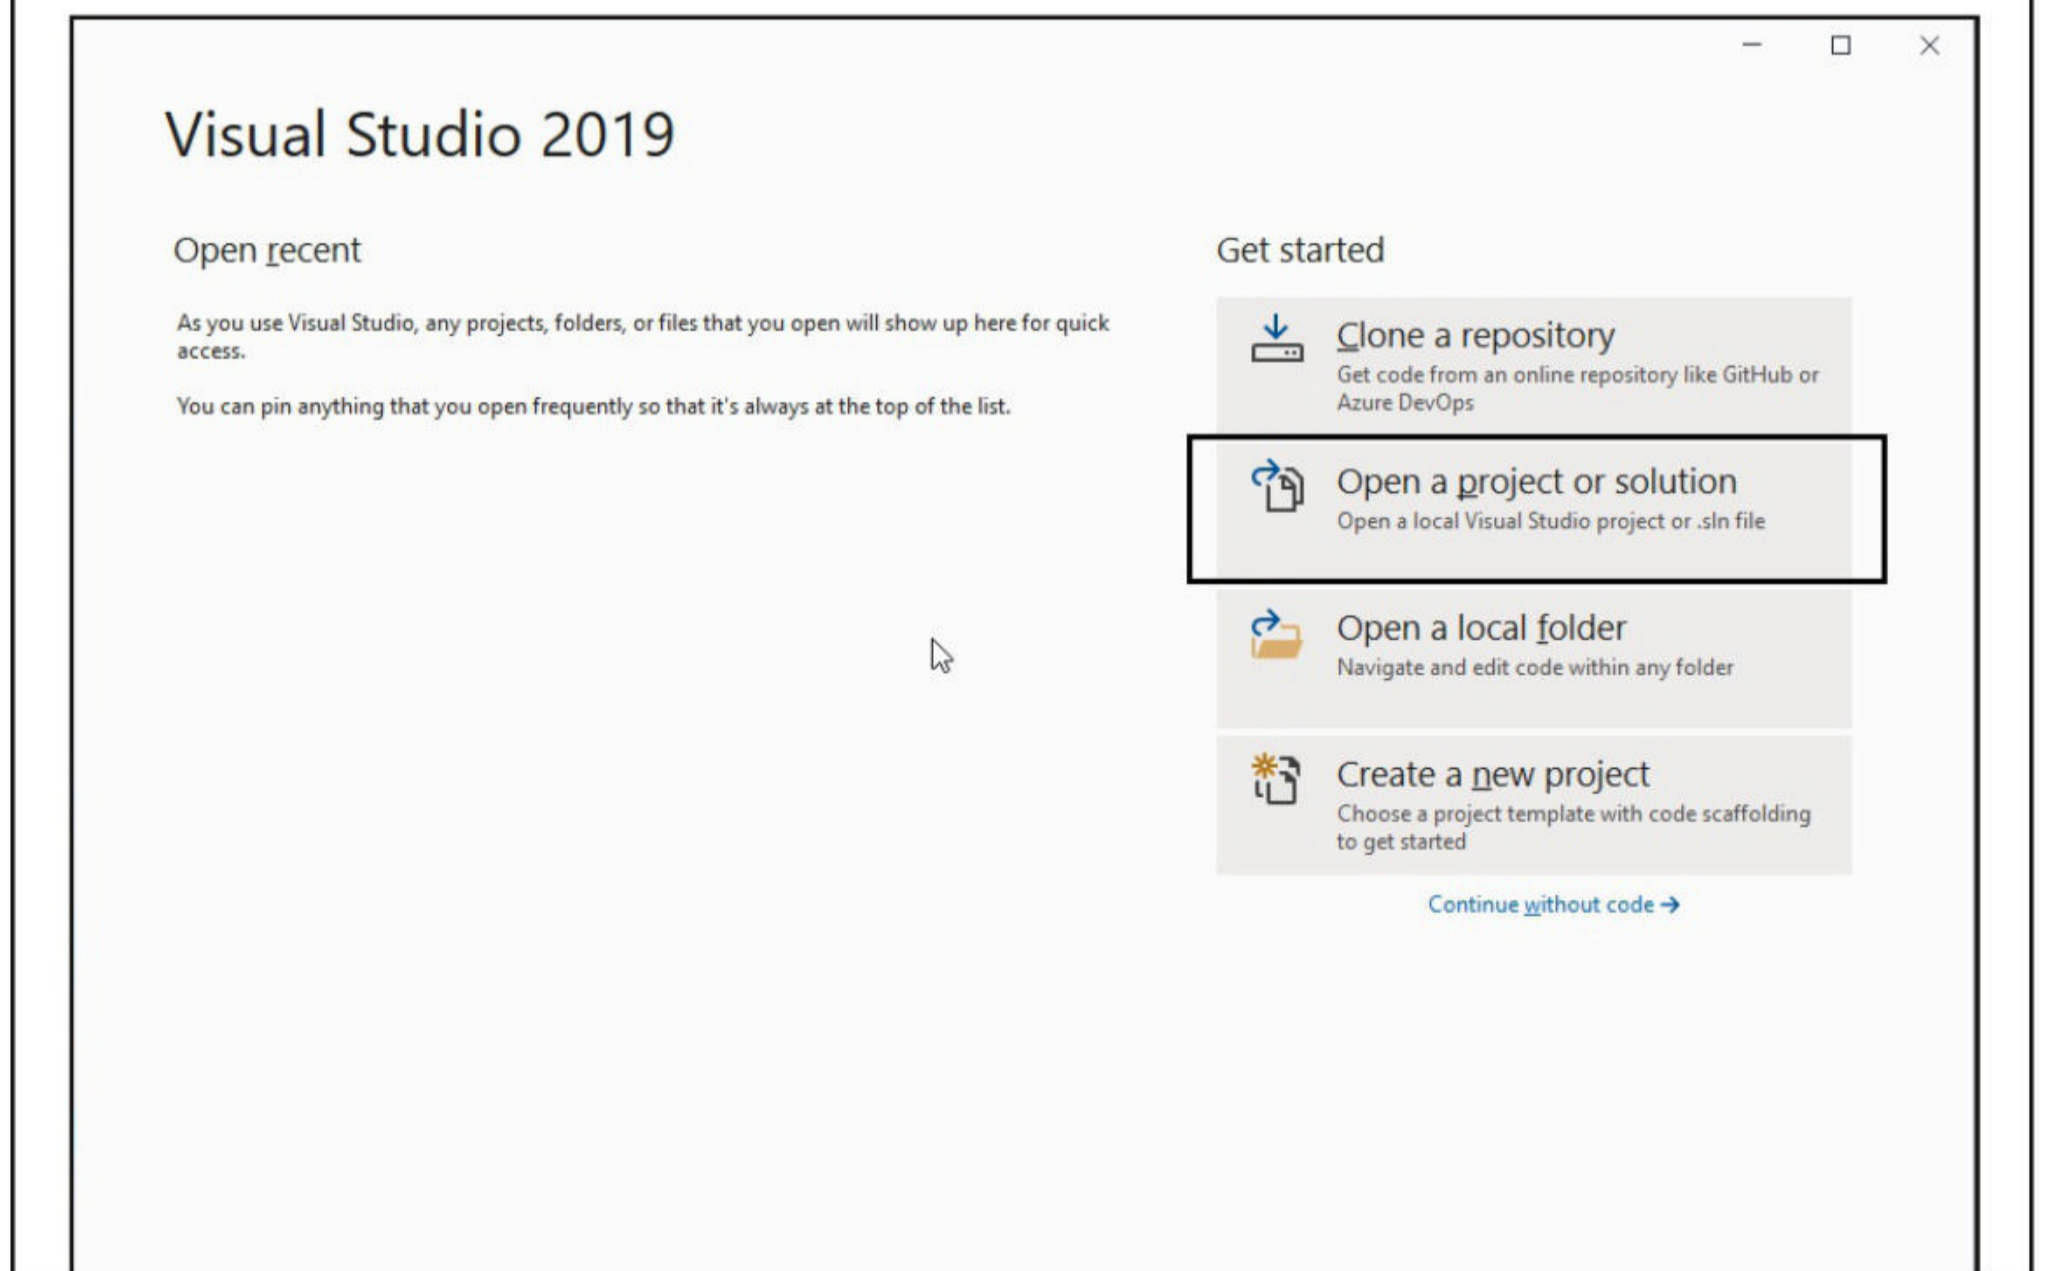 Visual Studio 2019
Open recent
As you use Visual Studio, any projects, folders, or files that you open will show up here for quick
access.
You can pin anything that you open frequently so that it's always at the top of the list.
Get started
Clone a repository
Get code from an online repository like GitHub or
Azure DevOps
Open a project or solution
Open a local Visual Studio project or .sln file
Open a local folder
Navigate and edit code within any folder
Create a new project
Choose a project template with code scaffolding
to get started
Continue without code →